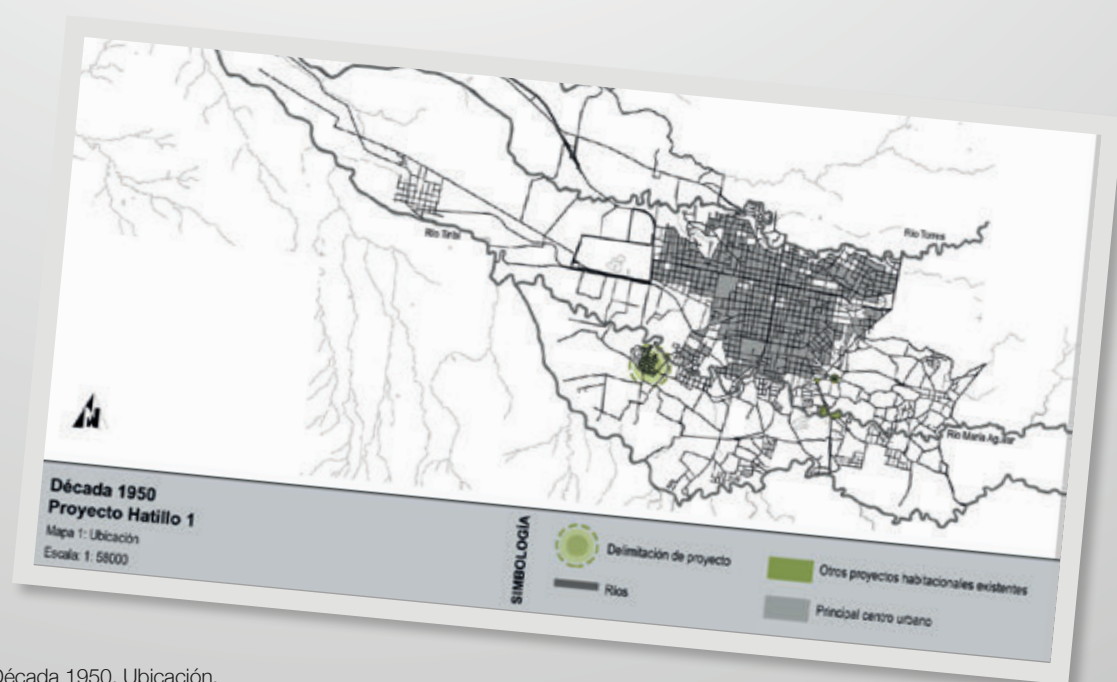 Río Torres
Río Tiribí
Río María Aguilar
N
Década 1950
Proyecto Hatillo 1
Mapa 1: Ubicación
Escala: 1: 58000
SIMBOLOGÍA
Delimitación de proyecto
Ríos
Otros proyectos habitacionales existentes
Principal centro urbano
Década 1950. Ubicación.